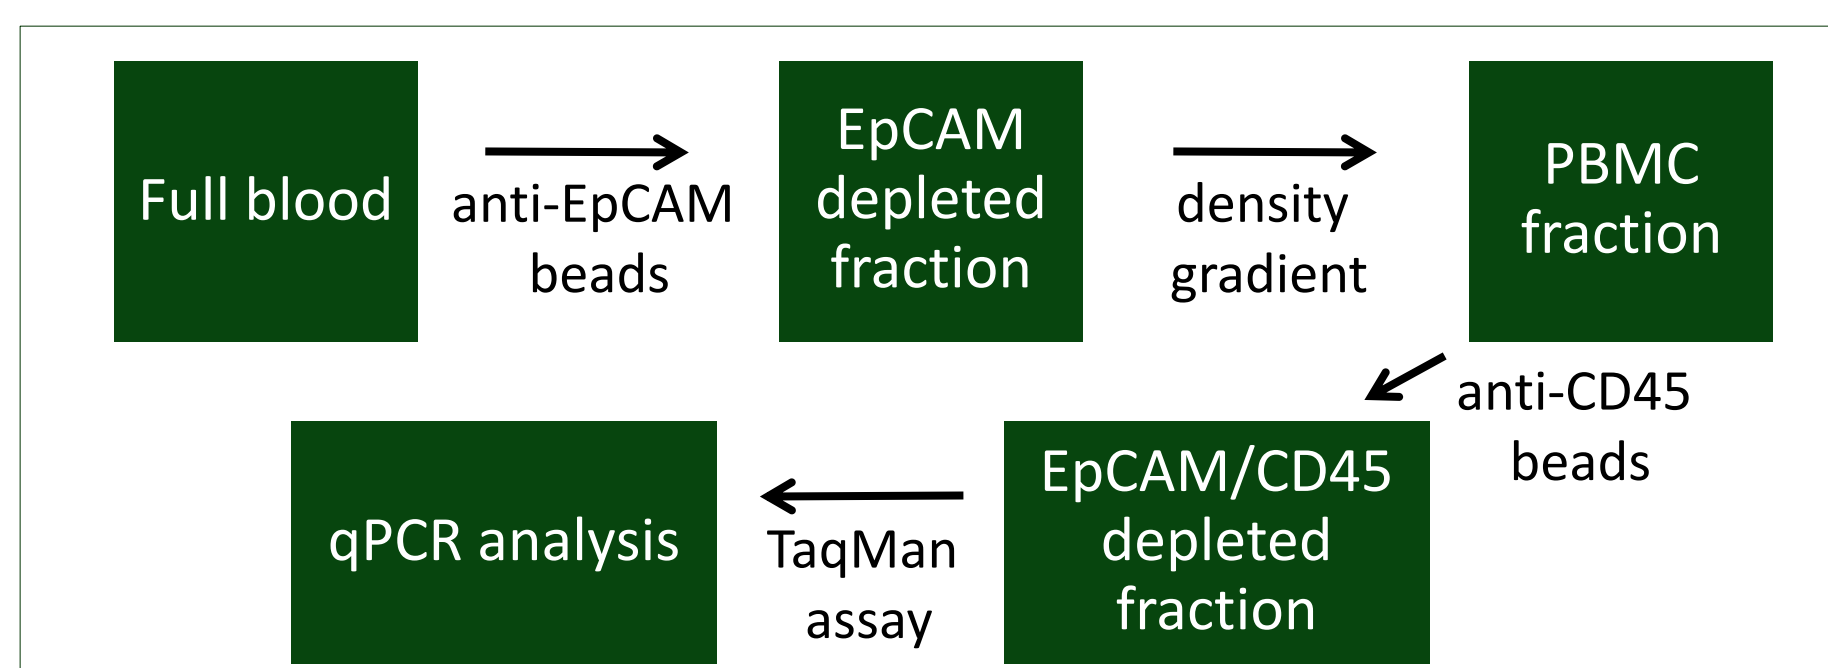 Full blood
anti-EpCAM
beads
EpCAM
depleted
fraction
density
gradient
PBMC
fraction
anti-CD45
beads
EpCAM/CD45
depleted
fraction
TaqMan
assay
qPCR analysis